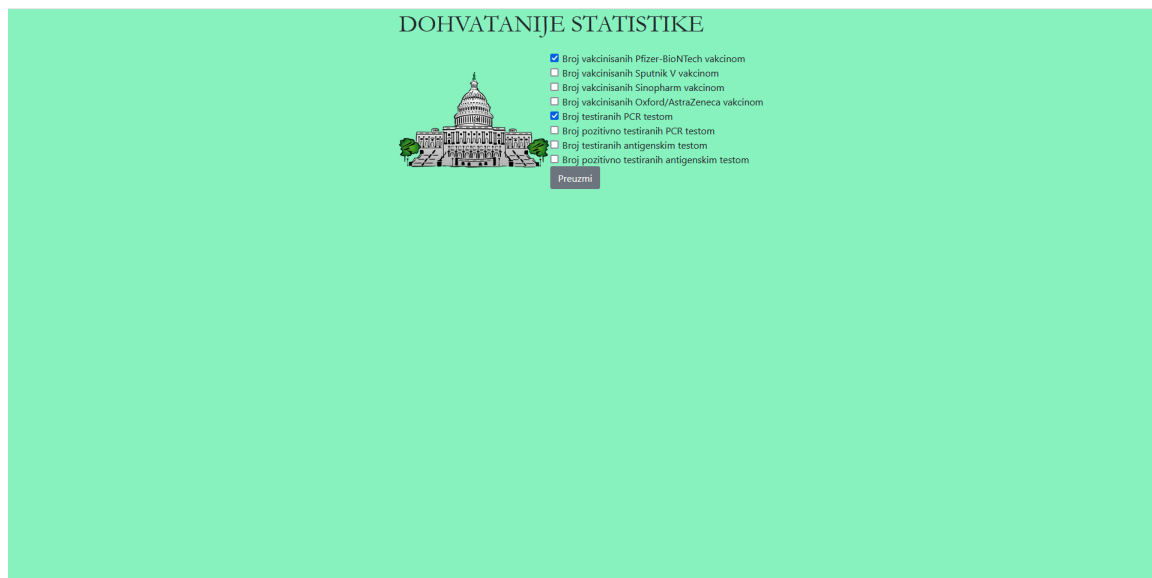 DOHVATANIJE STATISTIKE
Broj vakcinisanih Pfizer-BioNTech vakcinom
Broj vakcinisanih Sputnik V vakcinom
Broj vakcinisanih Sinopharm vakcinom
Broj vakcinisanih Oxford/AstraZeneca vakcinom
Broj testiranih PCR testom
Broj pozitivno testiranih PCR testom
Broj testiranih antigenskim testom
Broj pozitivno testiranih antigenskim testom
Preuzmi